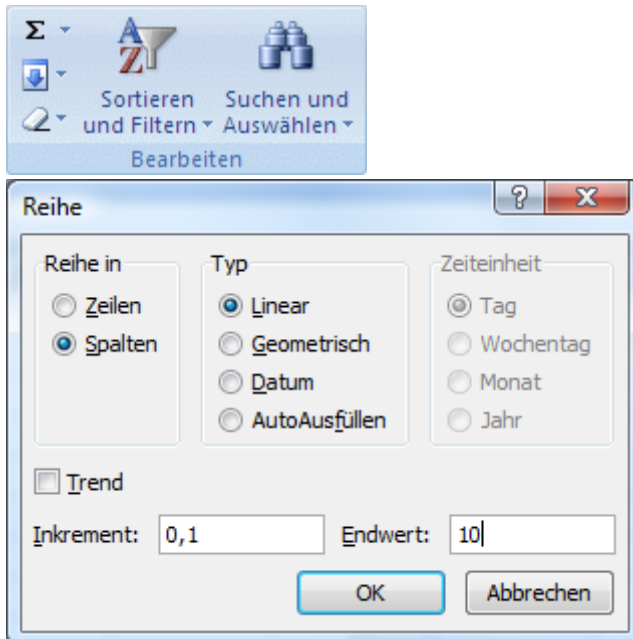 Σ
Sortieren und Filtern
Suchen und Auswählen
Bearbeiten
Reihe
Reihe in
Zeilen
Spalten
Typ
Linear
Geometrisch
Datum
AutoAusfüllen
Zeiteinheit
Tag
Wochentag
Monat
Jahr
Trend
Inkrement: 0,1
Endwert: 10
OK
Abbrechen